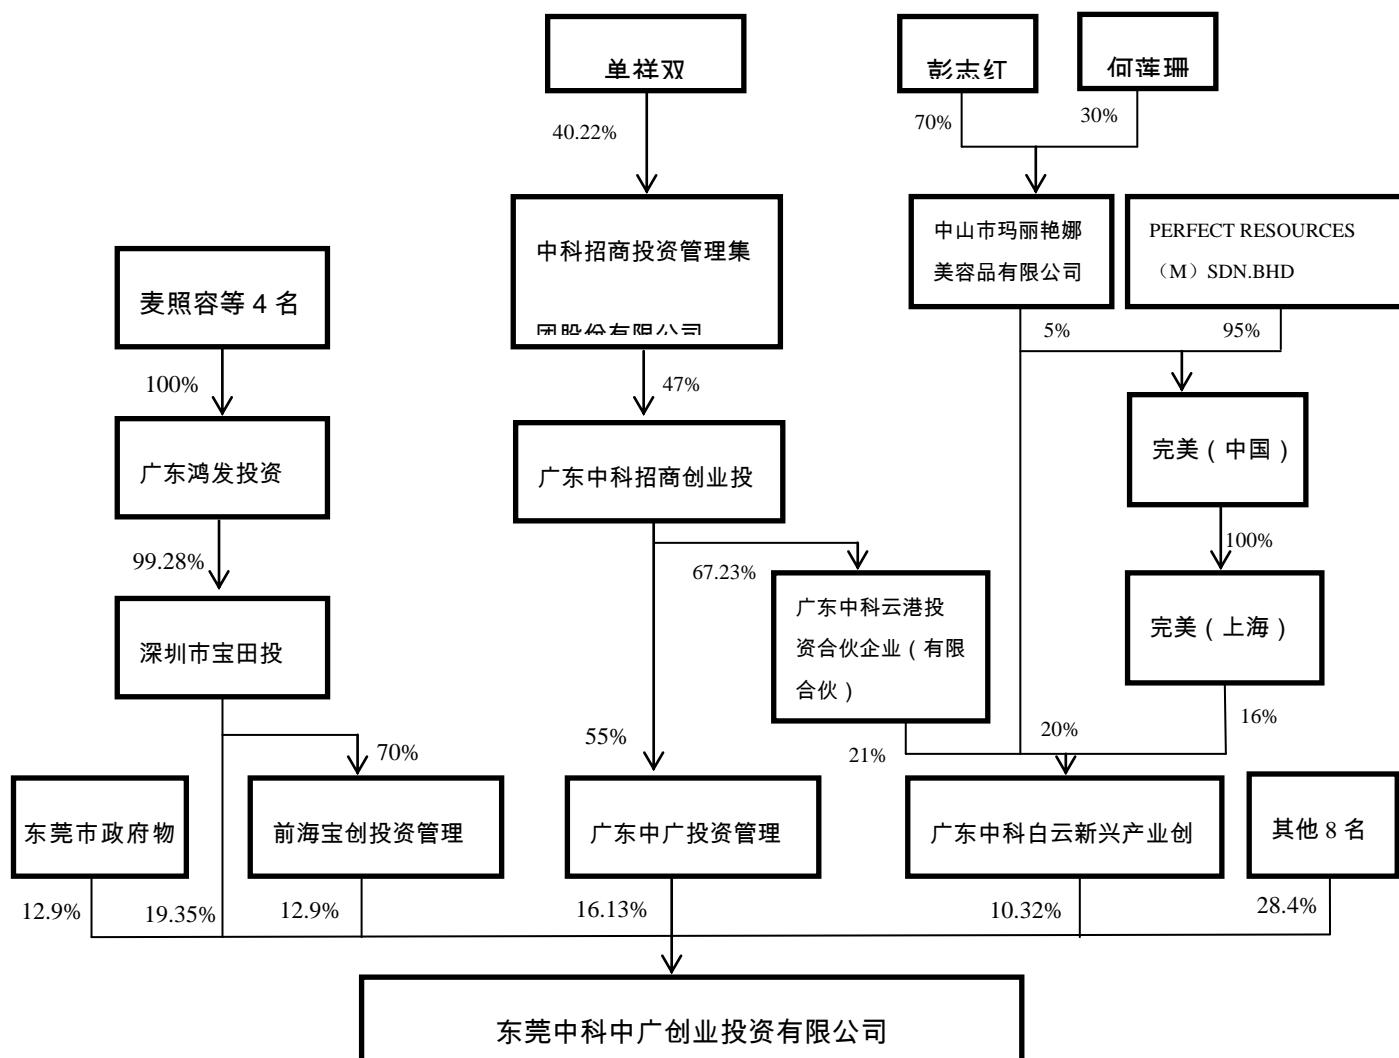 单祥双
彭志红
何莲珊
40.22%
70%
30%
中科招商投资管理集
团股份有限公司
中山市玛丽艳娜
美容品有限公司
PERFECT RESOURCES
（M）SDN.BHD
麦照容等 4 名
5%
95%
100%
47%
广东鸿发投资
广东中科招商创业投
完美（中国）
99.28%
67.23%
100%
深圳市宝田投
广东中科云港投
资合伙企业（有限
合伙）
完美（上海）
70%
55%
21%
20%
16%
东莞市政府物
前海宝创投资管理
广东中广投资管理
广东中科白云新兴产业创
其他 8 名
12.9%
19.35%
12.9%
16.13%
10.32%
28.4%
东莞中科中广创业投资有限公司